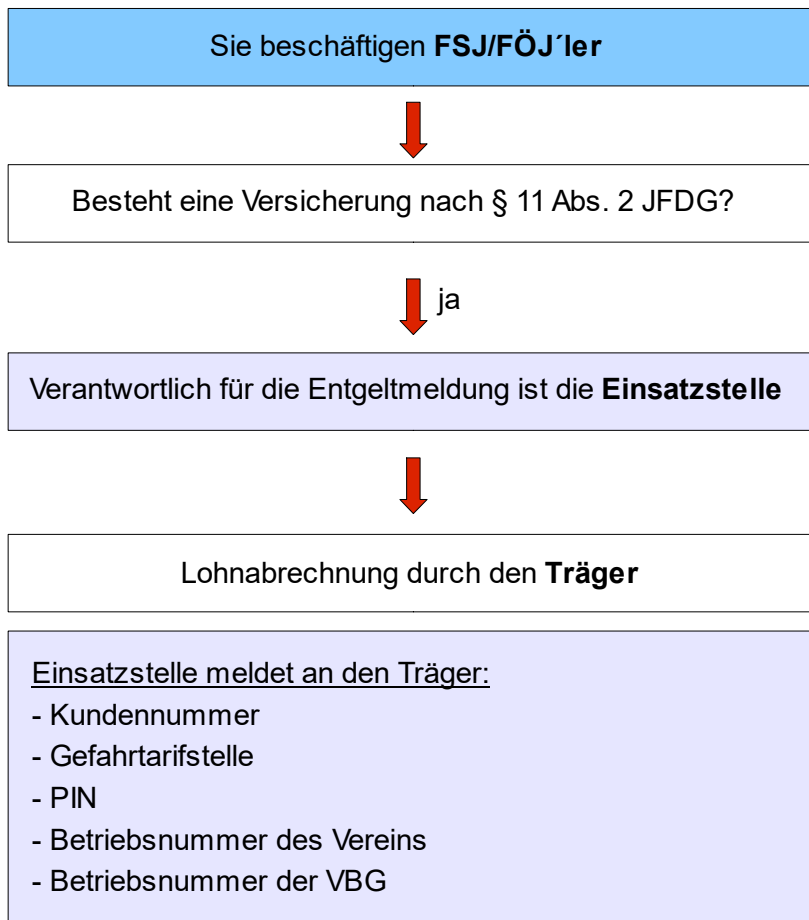 Sie beschäftigen FSJ/FÖJ´ler
Besteht eine Versicherung nach § 11 Abs. 2 JFDG?
ja
Verantwortlich für die Entgeltmeldung ist die Einsatzstelle
Lohnabrechnung durch den Träger
Einsatzstelle meldet an den Träger:
- Kundennummer
- Gefahrtarifstelle
- PIN
- Betriebsnummer des Vereins
- Betriebsnummer der VBG